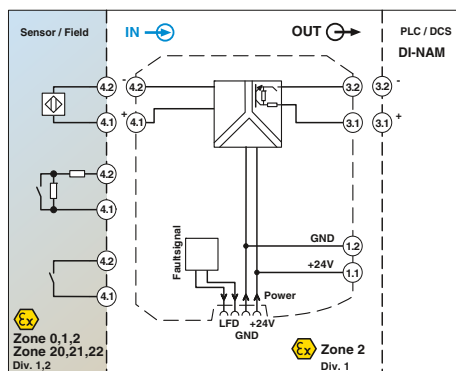 Sensor / Field
IN
OUT
PLC / DCS
DI-NAM
4.2
-
4.2
3.2
3.2
-
4.1
+
4.1
3.1
3.1
+
4.2
4.1
GND
1.2
+24V
1.1
4.2
4.1
Faultsignal
Power
LFD
+24V
GND
Ex
Zone 0,1,2
Zone 20,21,22
Div. 1,2
Ex
Zone 2
Div. 1